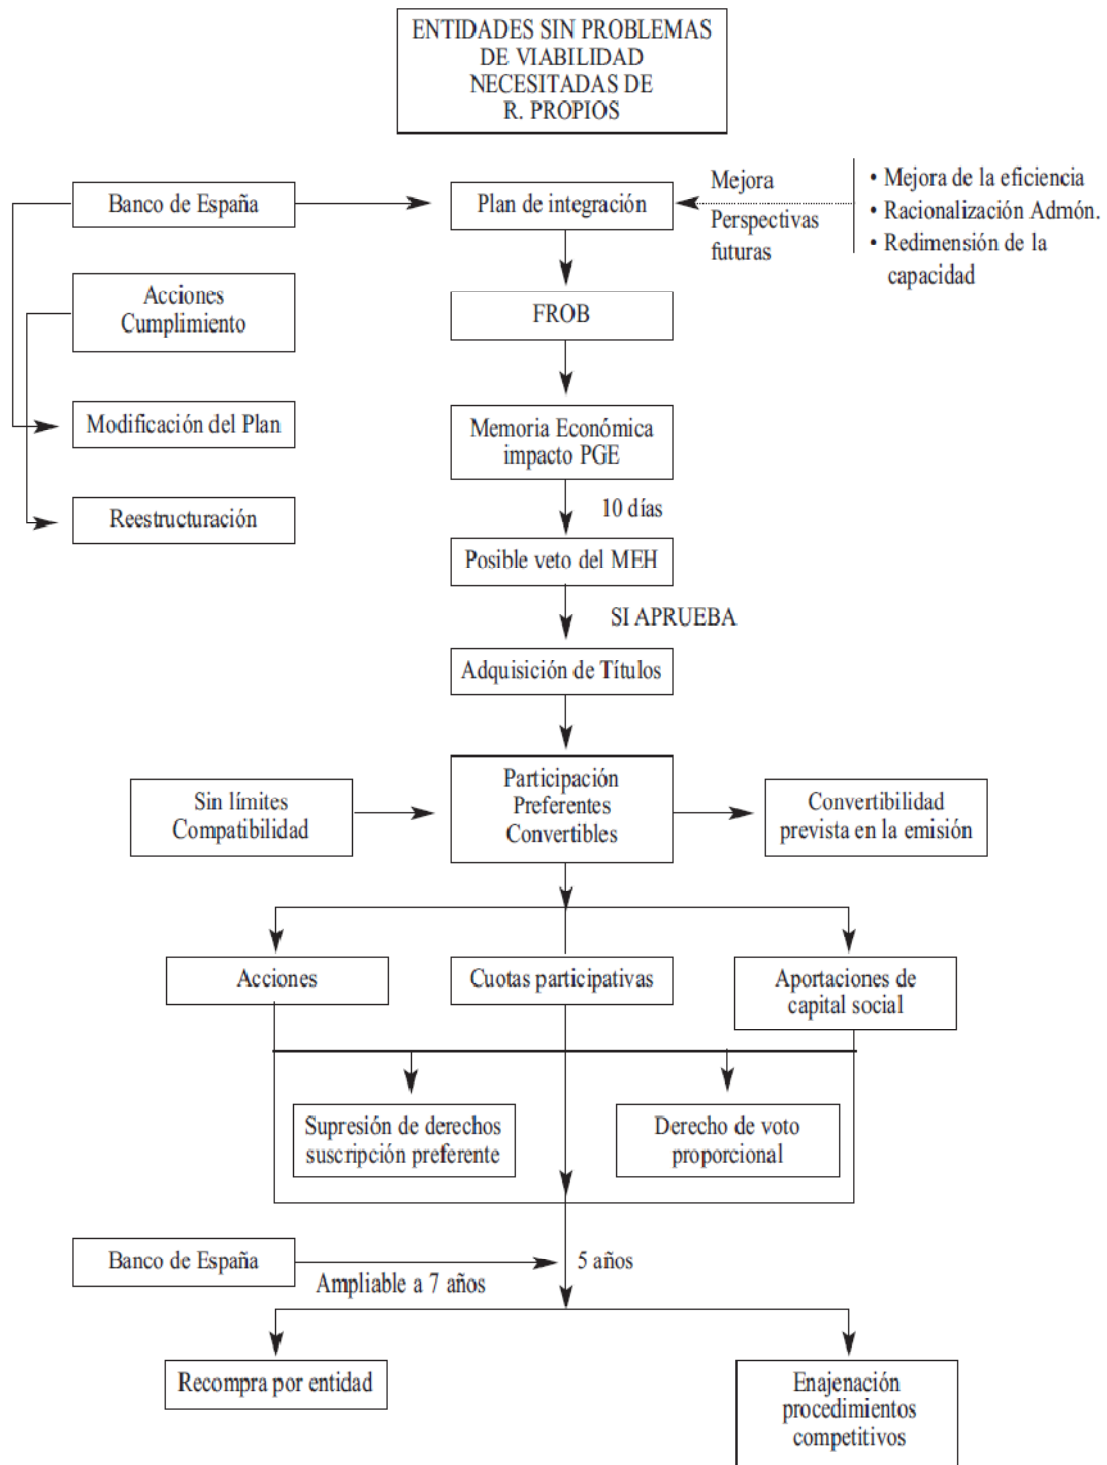 ENTIDADES SIN PROBLEMAS
DE VIABILIDAD
NECESITADAS DE
R. PROPIOS
Banco de España
Plan de integración
Mejora
Perspectivas
futuras
• Mejora de la eficiencia
• Racionalización Admón.
• Redimensión de la
capacidad
Acciones
Cumplimiento
FROB
Modificación del Plan
Memoria Económica
impacto PGE
Reestructuración
10 días
Posible veto del MEH
SI APRUEBA
Adquisición de Títulos
Sin límites
Compatibilidad
Participación
Preferentes
Convertibles
Convertibilidad
prevista en la emisión
Acciones
Cuotas participativas
Aportaciones de
capital social
Supresión de derechos
suscripción preferente
Derecho de voto
proporcional
Banco de España
Ampliable a 7 años
5 años
Recompra por entidad
Enajenación
procedimientos
competitivos